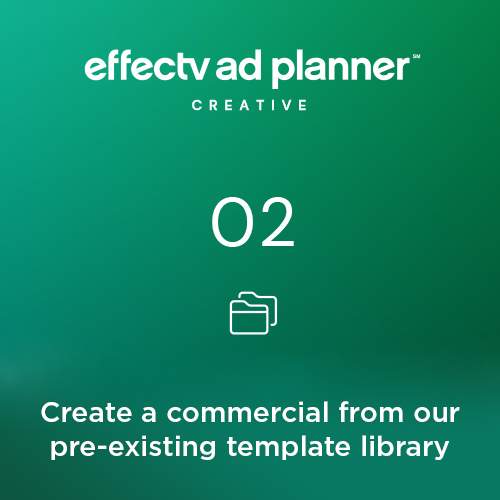 effectv ad planner℠
CREATIVE
02
Create a commercial from our
pre-existing template library